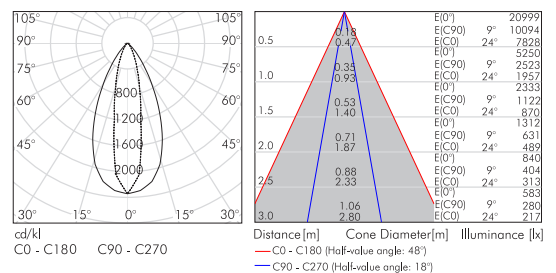 105° 105°
90° 90°
75° 75°
60° 60°
45° 45°
800
1200
1600
2000
30° 15° 0° 15° 30°
cd/kl
C0 - C180 C90 - C270
0.5 0.18 0.47
1.0 0.35 0.93
1.5 0.53 1.40
2.0 0.71 1.87
2.5 0.88 2.33
3.0 1.06 2.80
E(0°) 20999
E(C90) 9° 10094
E(C0) 24° 7828
E(0°) 5250
E(C90) 9° 2523
E(C0) 24° 1957
E(0°) 2333
E(C90) 9° 1122
E(C0) 24° 870
E(0°) 1312
E(C90) 9° 631
E(C0) 24° 489
E(0°) 840
E(C90) 9° 404
E(C0) 24° 313
E(0°) 583
E(C90) 9° 280
E(C0) 24° 217
Distance[m] Cone Diameter[m] Illuminance [lx]
C0 - C180 (Half-value angle: 48°)
C90 - C270 (Half-value angle: 18°)